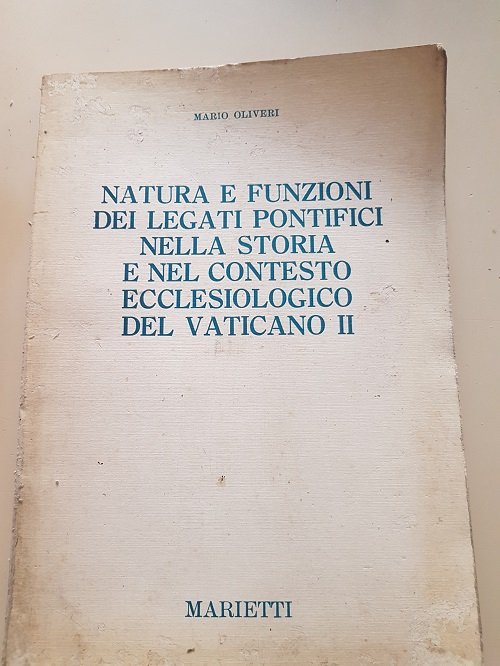 MARIO OLIVERI
NATURA E FUNZIONI
DEI LEGATI PONTIFICI
NELLA STORIA
E NEL CONTESTO
ECCLESIOLOGICO
DEL VATICANO II
MARIETTI